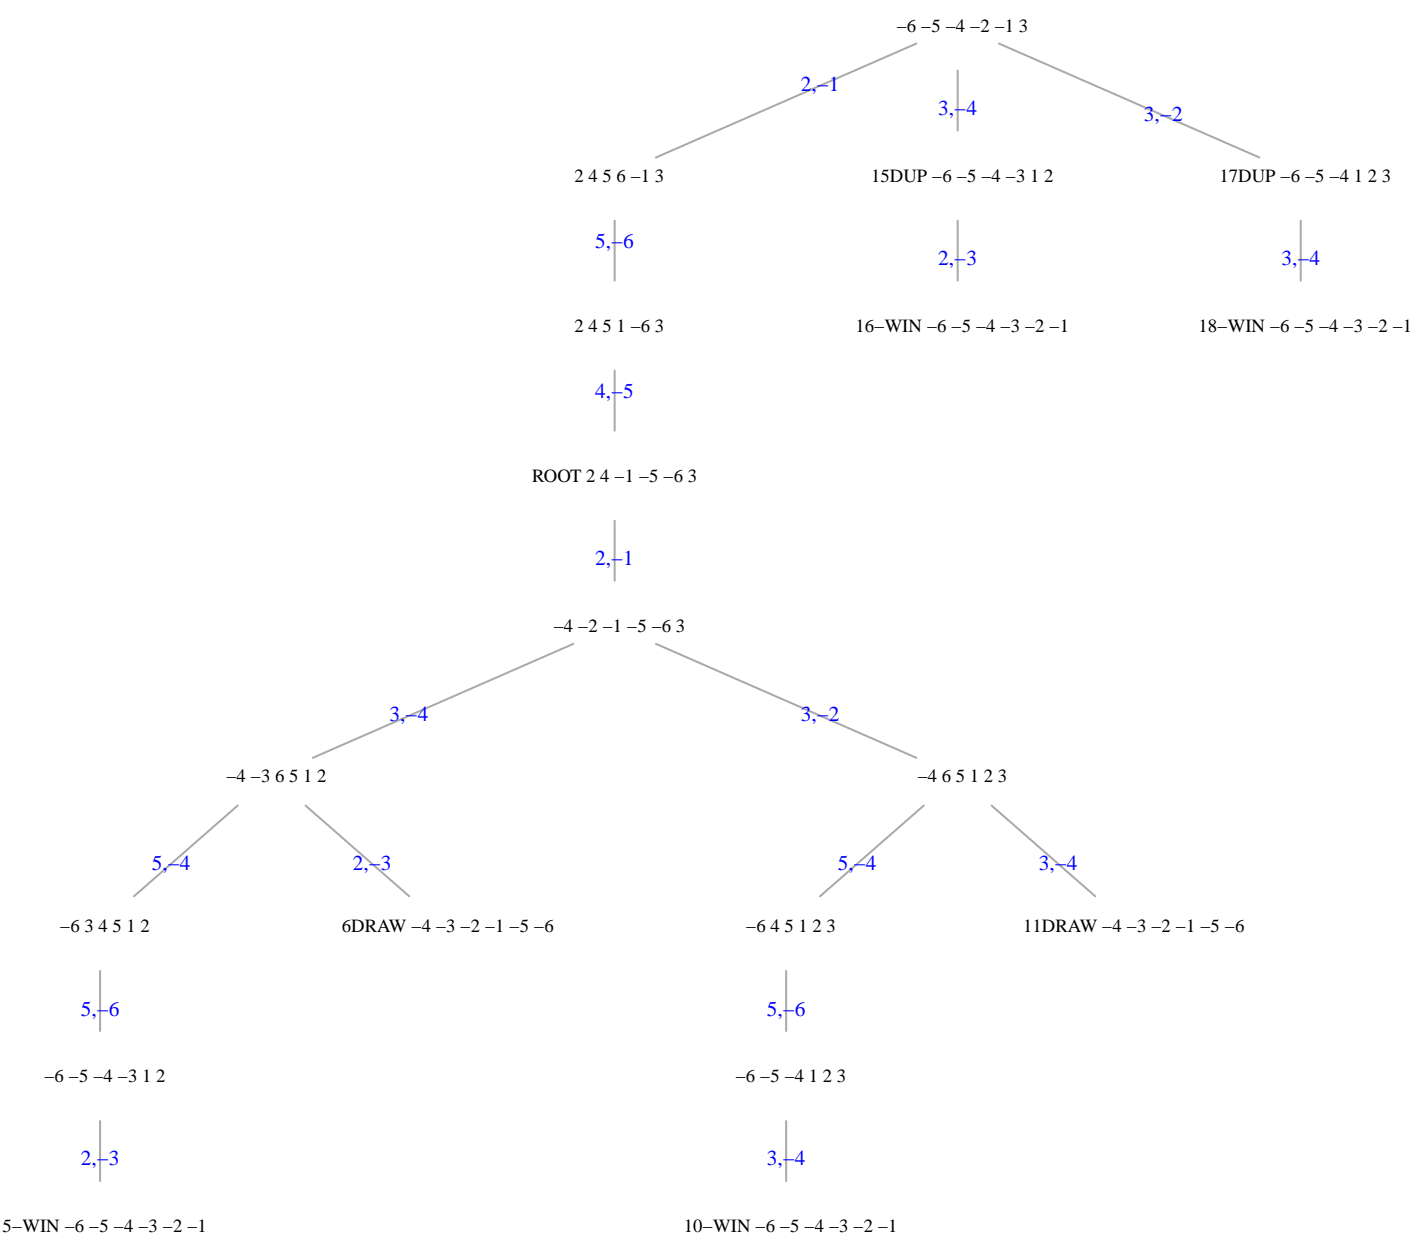 –6 –5 –4 –2 –1 3
2,–1
3,–4
3,–2
2 4 5 6 –1 3
15DUP –6 –5 –4 –3 1 2
17DUP –6 –5 –4 1 2 3
5,–6
2,–3
3,–4
2 4 5 1 –6 3
16–WIN –6 –5 –4 –3 –2 –1
18–WIN –6 –5 –4 –3 –2 –1
4,–5
ROOT 2 4 –1 –5 –6 3
2,–1
–4 –2 –1 –5 –6 3
3,–4
3,–2
–4 –3 6 5 1 2
–4 6 5 1 2 3
5,–4
2,–3
5,–4
3,–4
–6 3 4 5 1 2
6DRAW –4 –3 –2 –1 –5 –6
–6 4 5 1 2 3
11DRAW –4 –3 –2 –1 –5 –6
5,–6
5,–6
–6 –5 –4 –3 1 2
–6 –5 –4 1 2 3
2,–3
3,–4
5–WIN –6 –5 –4 –3 –2 –1
10–WIN –6 –5 –4 –3 –2 –1